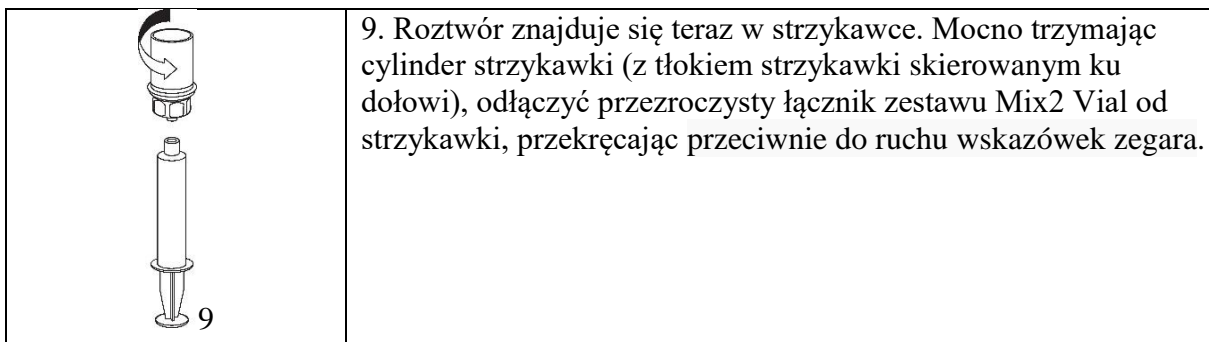 9. Roztwór znajduje się teraz w strzykawce. Mocno trzymając
cylinder strzykawki (z tłokiem strzykawki skierowanym ku
dołowi), odłączyć przezroczysty łącznik zestawu Mix2 Vial od
strzykawki, przekręcając przeciwnie do ruchu wskazówek zegara.
9